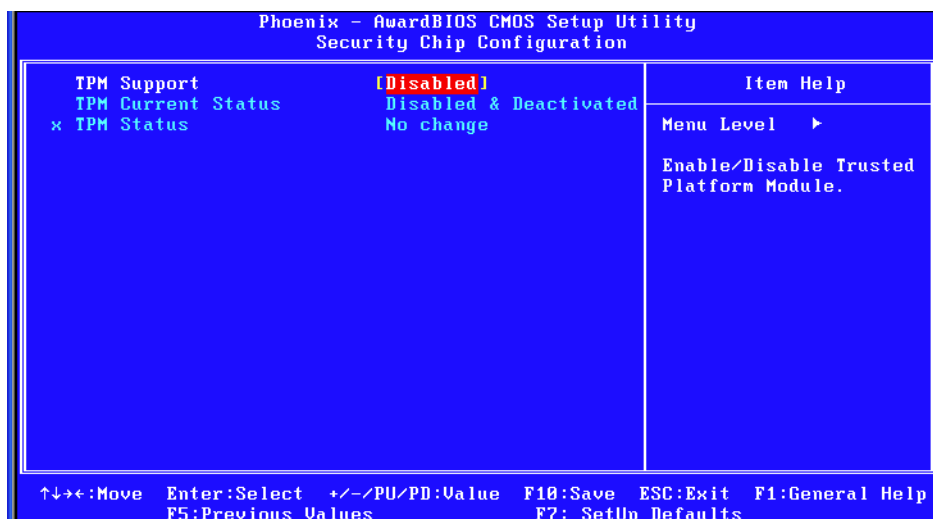 Phoenix - AwardBIOS CMOS Setup Utility
Security Chip Configuration
TPM Support [Disabled]
TPM Current Status Disabled & Deactivated
x TPM Status No change
Item Help
Menu Level ►
Enable/Disable Trusted
Platform Module.
↑↓→←:Move Enter:Select +/-/PU/PD:Value F10:Save ESC:Exit F1:General Help
F5:Previous Values F7: SetUp Defaults